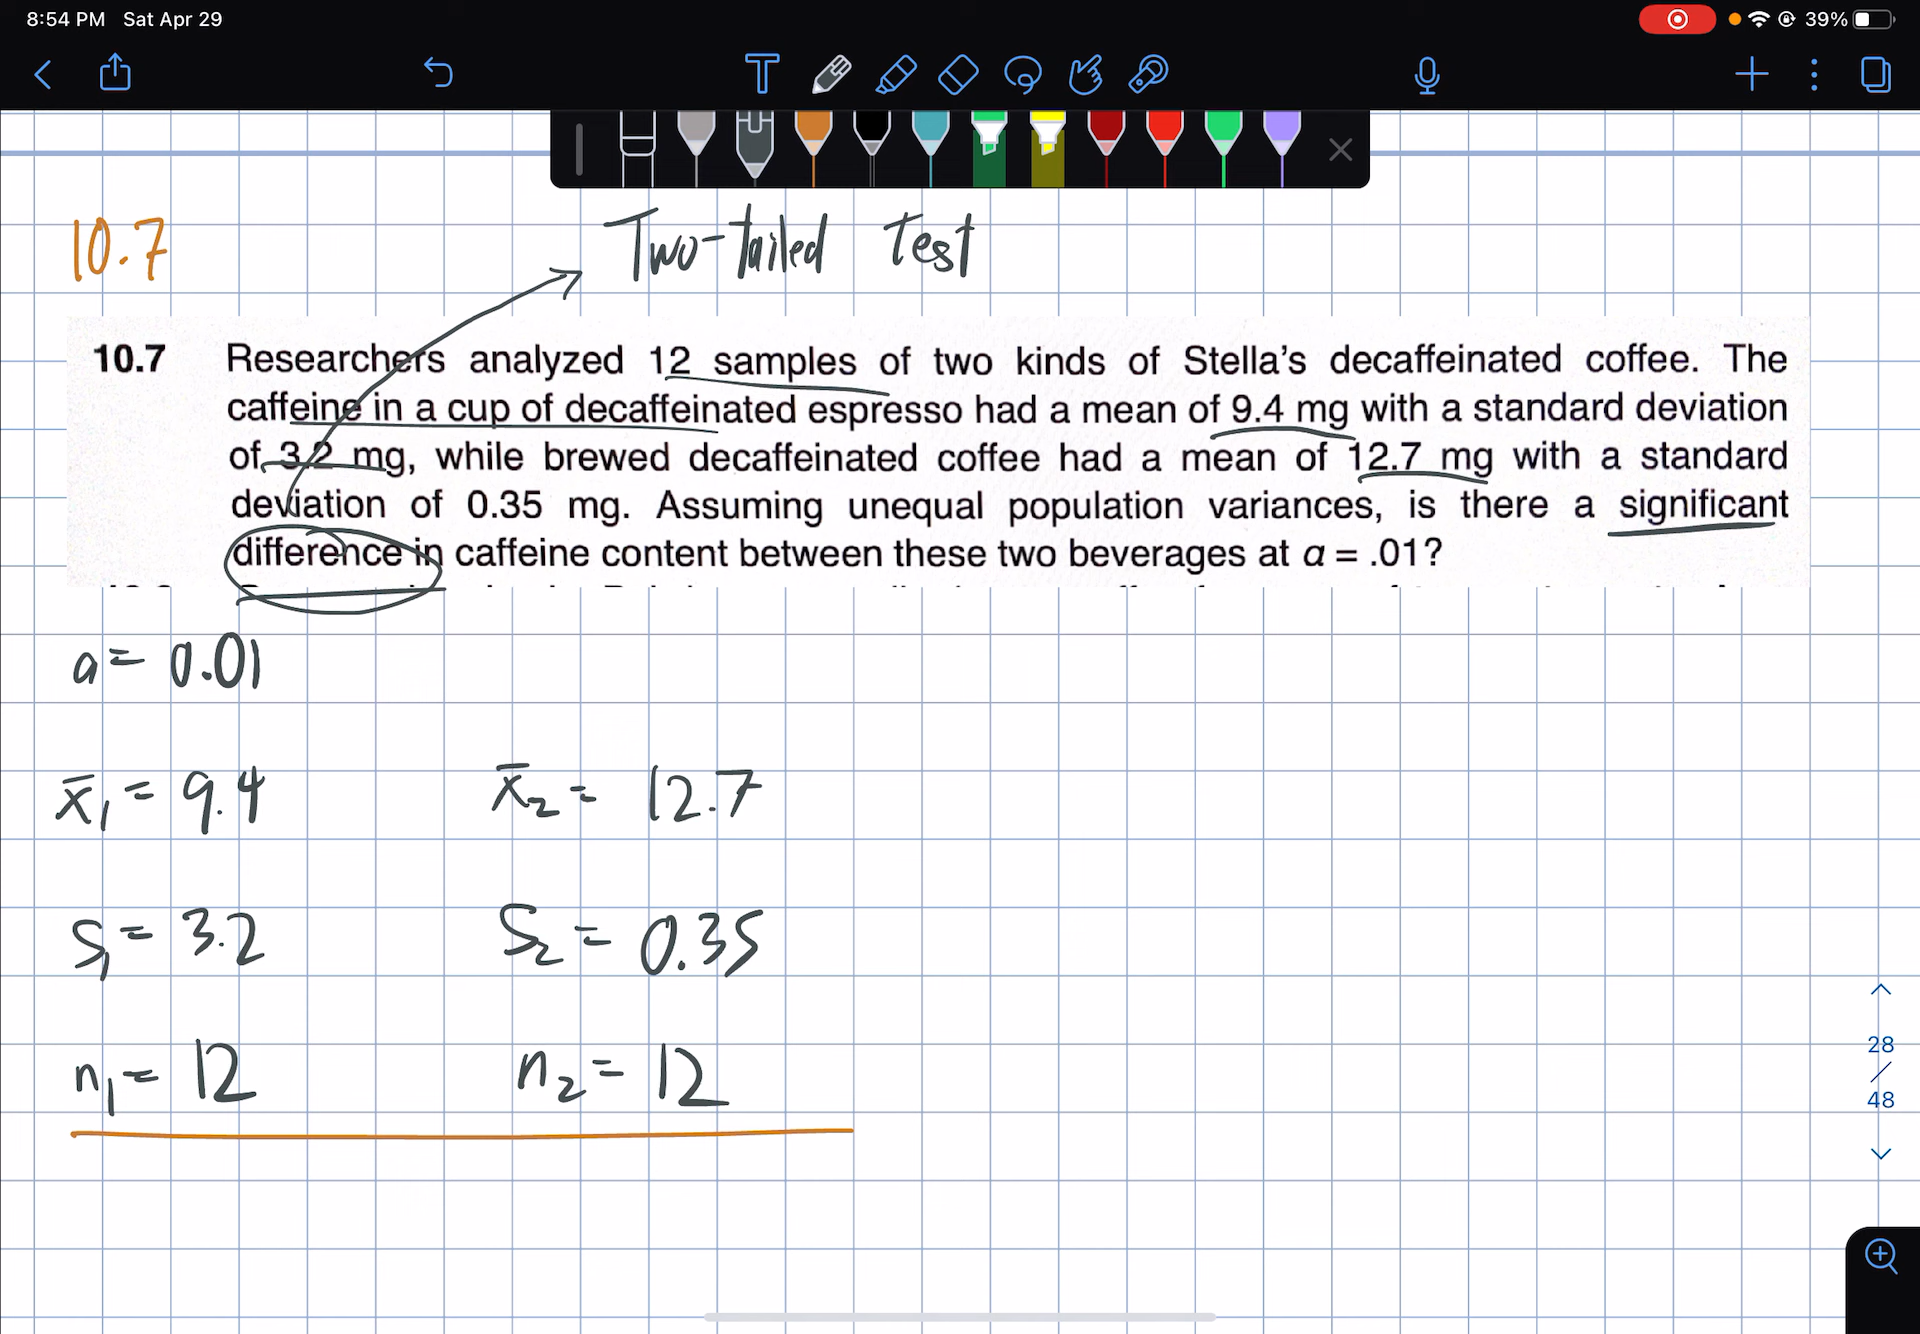 8:54 PM Sat Apr 29
39%
10.7
Two-tailed Test
10.7 Researchers analyzed 12 samples of two kinds of Stella's decaffeinated coffee. The
caffeine in a cup of decaffeinated espresso had a mean of 9.4 mg with a standard deviation
of 3.2 mg, while brewed decaffeinated coffee had a mean of 12.7 mg with a standard
deviation of 0.35 mg. Assuming unequal population variances, is there a significant
difference in caffeine content between these two beverages at α = .01?
a = 0.01
x̄₁ = 9.4 x̄₂ = 12.7
S₁ = 3.2 S₂ = 0.35
n₁ = 12 n₂ = 12
28
/
48